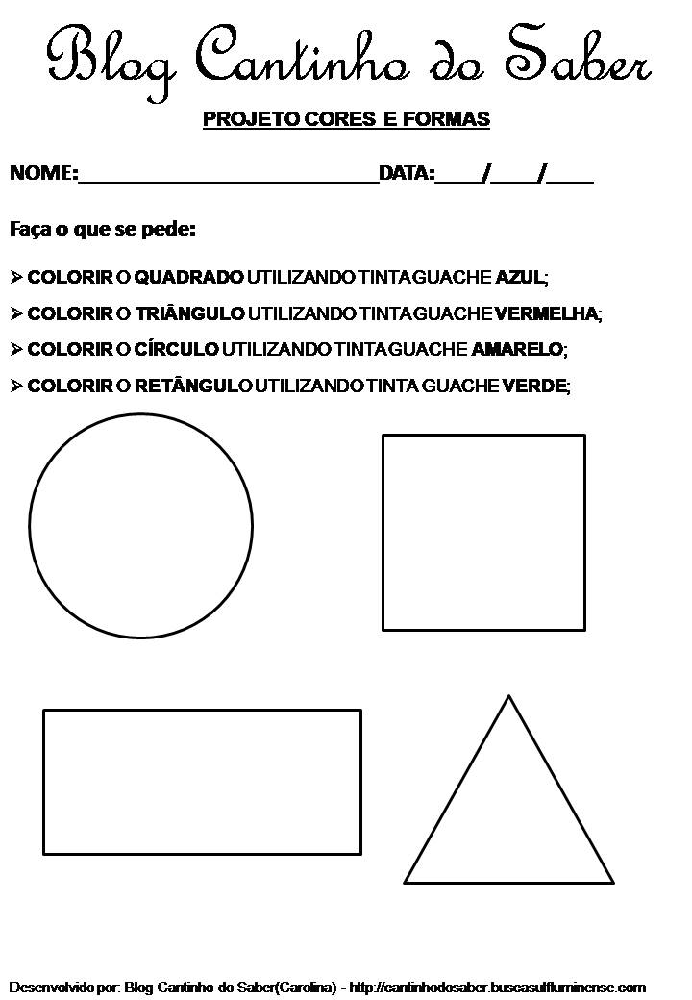 Blog Cantinho do Saber
PROJETO CORES E FORMAS
NOME:____________________________DATA:____/____/____
Faça o que se pede:
➢ COLORIR O QUADRADO UTILIZANDO TINTA GUACHE AZUL;
➢ COLORIR O TRIÂNGULO UTILIZANDO TINTA GUACHE VERMELHA;
➢ COLORIR O CÍRCULO UTILIZANDO TINTA GUACHE AMARELO;
➢ COLORIR O RETÂNGULO UTILIZANDO TINTA GUACHE VERDE;
Desenvolvido por: Blog Cantinho do Saber(Carolina) - http://cantinhodosaber.buscasulfluminense.com